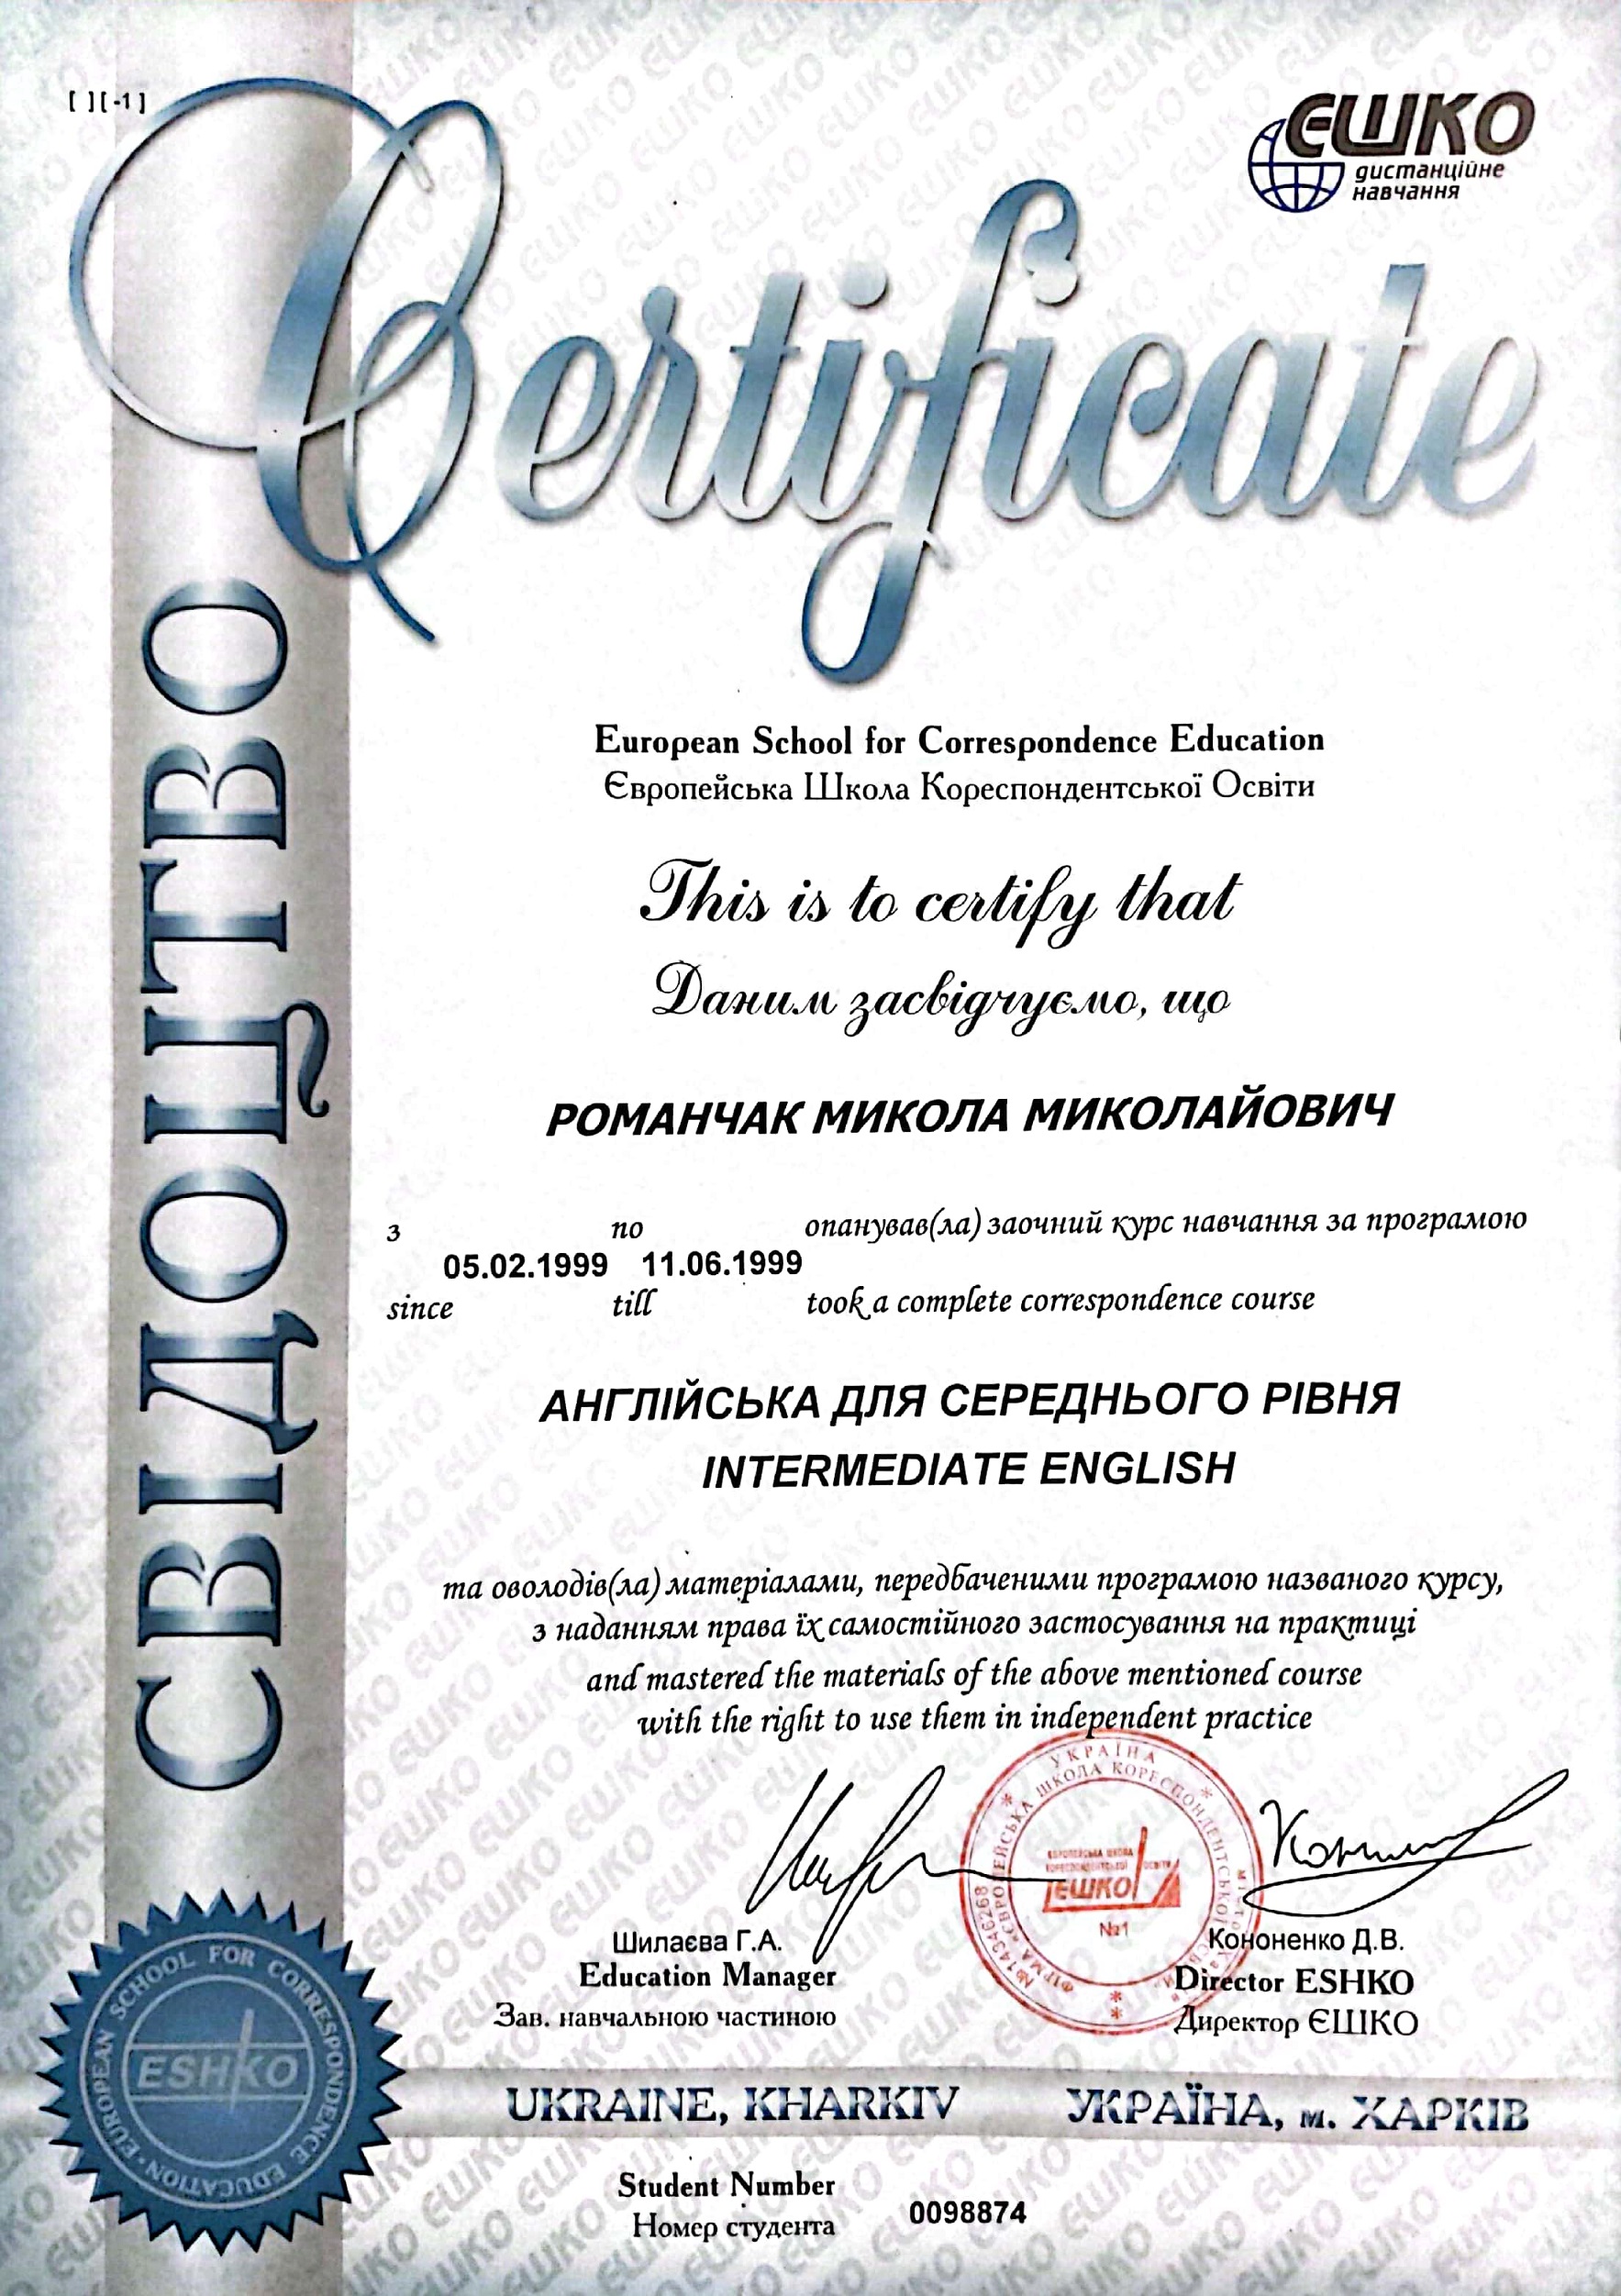 [ ][-1]
ЄШКО
дистанційне
навчання
Certificate
СВІДОЦТВО
European School for Correspondence Education
Європейська Школа Кореспондентської Освіти
This is to certify that
Даним засвідчуємо, що
РОМАНЧАК МИКОЛА МИКОЛАЙОВИЧ
з по опанував(ла) заочний курс навчання за програмою
05.02.1999 11.06.1999
since till took a complete correspondence course
АНГЛІЙСЬКА ДЛЯ СЕРЕДНЬОГО РІВНЯ
INTERMEDIATE ENGLISH
та оволодів(ла) матеріалами, передбаченими програмою названого курсу,
з наданням права їх самостійного застосування на практиці
and mastered the materials of the above mentioned course
with the right to use them in independent practice
УКРАЇНА
ФІРМА «ЄВРОПЕЙСЬКА ШКОЛА КОРЕСПОНДЕНТСЬКОЇ
№14346268
ЄВРОПЕЙСЬКА ШКОЛА
КОРЕСПОНДЕНТСЬКОЇ ОСВІТИ
ЄШКО
№1
Шилаєва Г.А. Кононенко Д.В.
Education Manager Director ESHKO
Зав. навчальною частиною Директор ЄШКО
EUROPEAN SCHOOL FOR CORRESPONDENCE EDUCATION
ESHKO
UKRAINE, KHARKIV УКРАЇНА, м. ХАРКІВ
Student Number
0098874
Номер студента